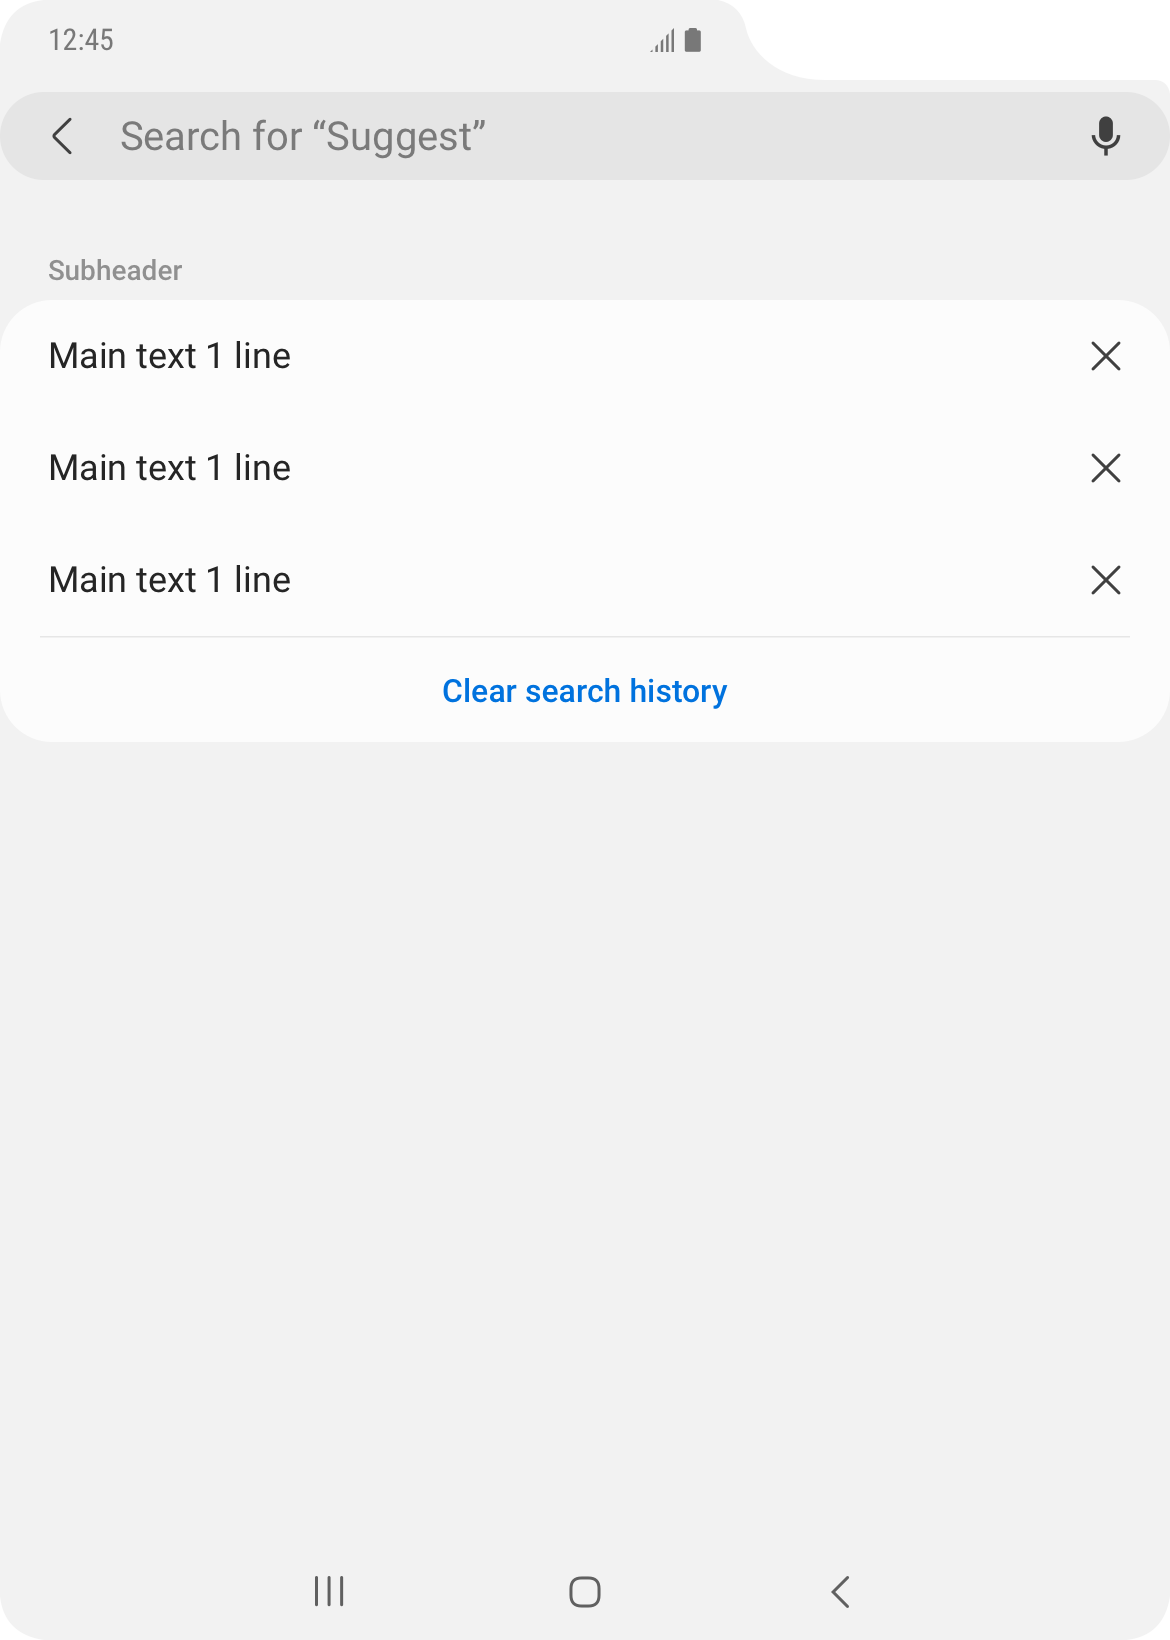 12:45
Search for “Suggest”
Subheader
Main text 1 line
Main text 1 line
Main text 1 line
Clear search history